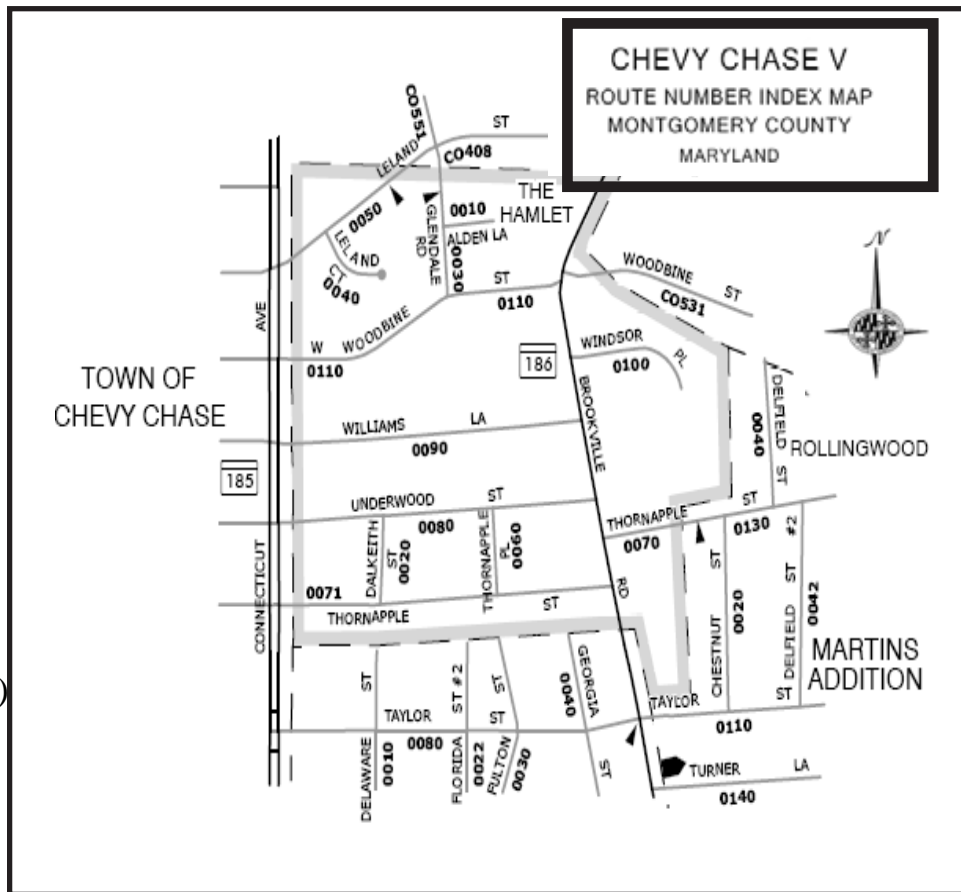 CHEVY CHASE V
ROUTE NUMBER INDEX MAP
MONTGOMERY COUNTY
MARYLAND
CO551
LELAND ST
CO408
0050
THE
HAMLET
GLENDALE
RD
0030
0010
ALDEN LA
LELAND
CT
0040
N
WOODBINE ST
CO531
W WOODBINE ST
0110
0110
AVE
TOWN OF
CHEVY CHASE
186
WINDSOR PL
0100
BROOKVILLE
RD
DELFIELD ST
0040
ROLLINGWOOD
WILLIAMS LA
0090
185
CONNECTICUT
UNDERWOOD ST
0080
DALKEITH
ST
0020
THORNAPPLE
PL
0060
THORNAPPLE ST
0070
0130
0071
THORNAPPLE ST
CHESTNUT ST
0020
DELFIELD ST #2
0042
MARTINS
ADDITION
)
TAYLOR ST
0110
TAYLOR ST
0080
DELAWARE ST
0010
FLORIDA ST #2
0022
FULTON ST
0030
GEORGIA ST
0040
TURNER LA
0140